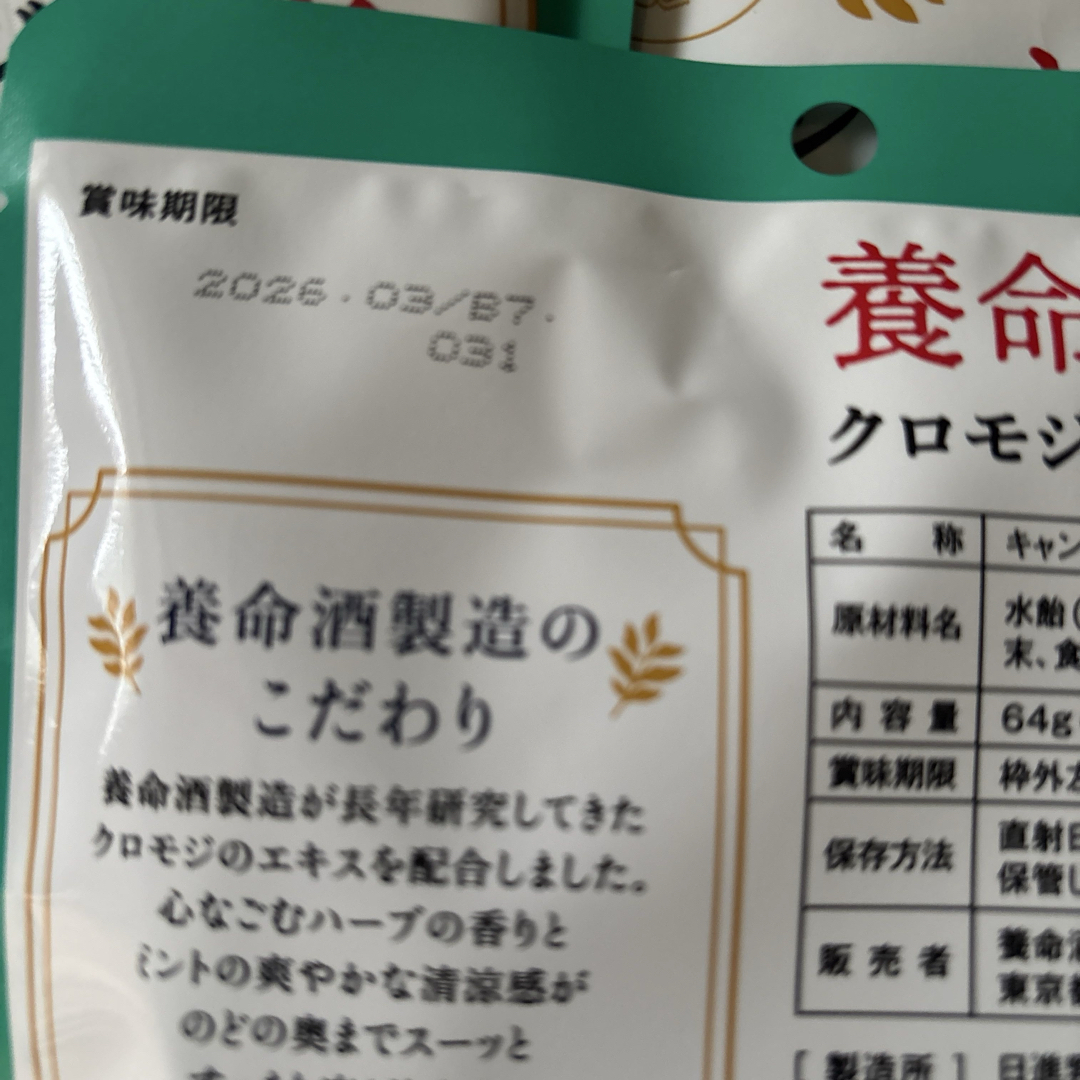 賞味期限
2026.03/B7.
03
養命
クロモジ
養命酒製造の
こだわり
養命酒製造が長年研究してきた
クロモジのエキスを配合しました。
心なごむハーブの香りと
ミントの爽やかな清涼感が
のどの奥までスーッと
名 称 キャン
原材料名 水飴(
末、食
内容量 64g
賞味期限 枠外
保存方法 直射日
保管し
販売者 養命酒
東京都
[ 製造所 ] 日進